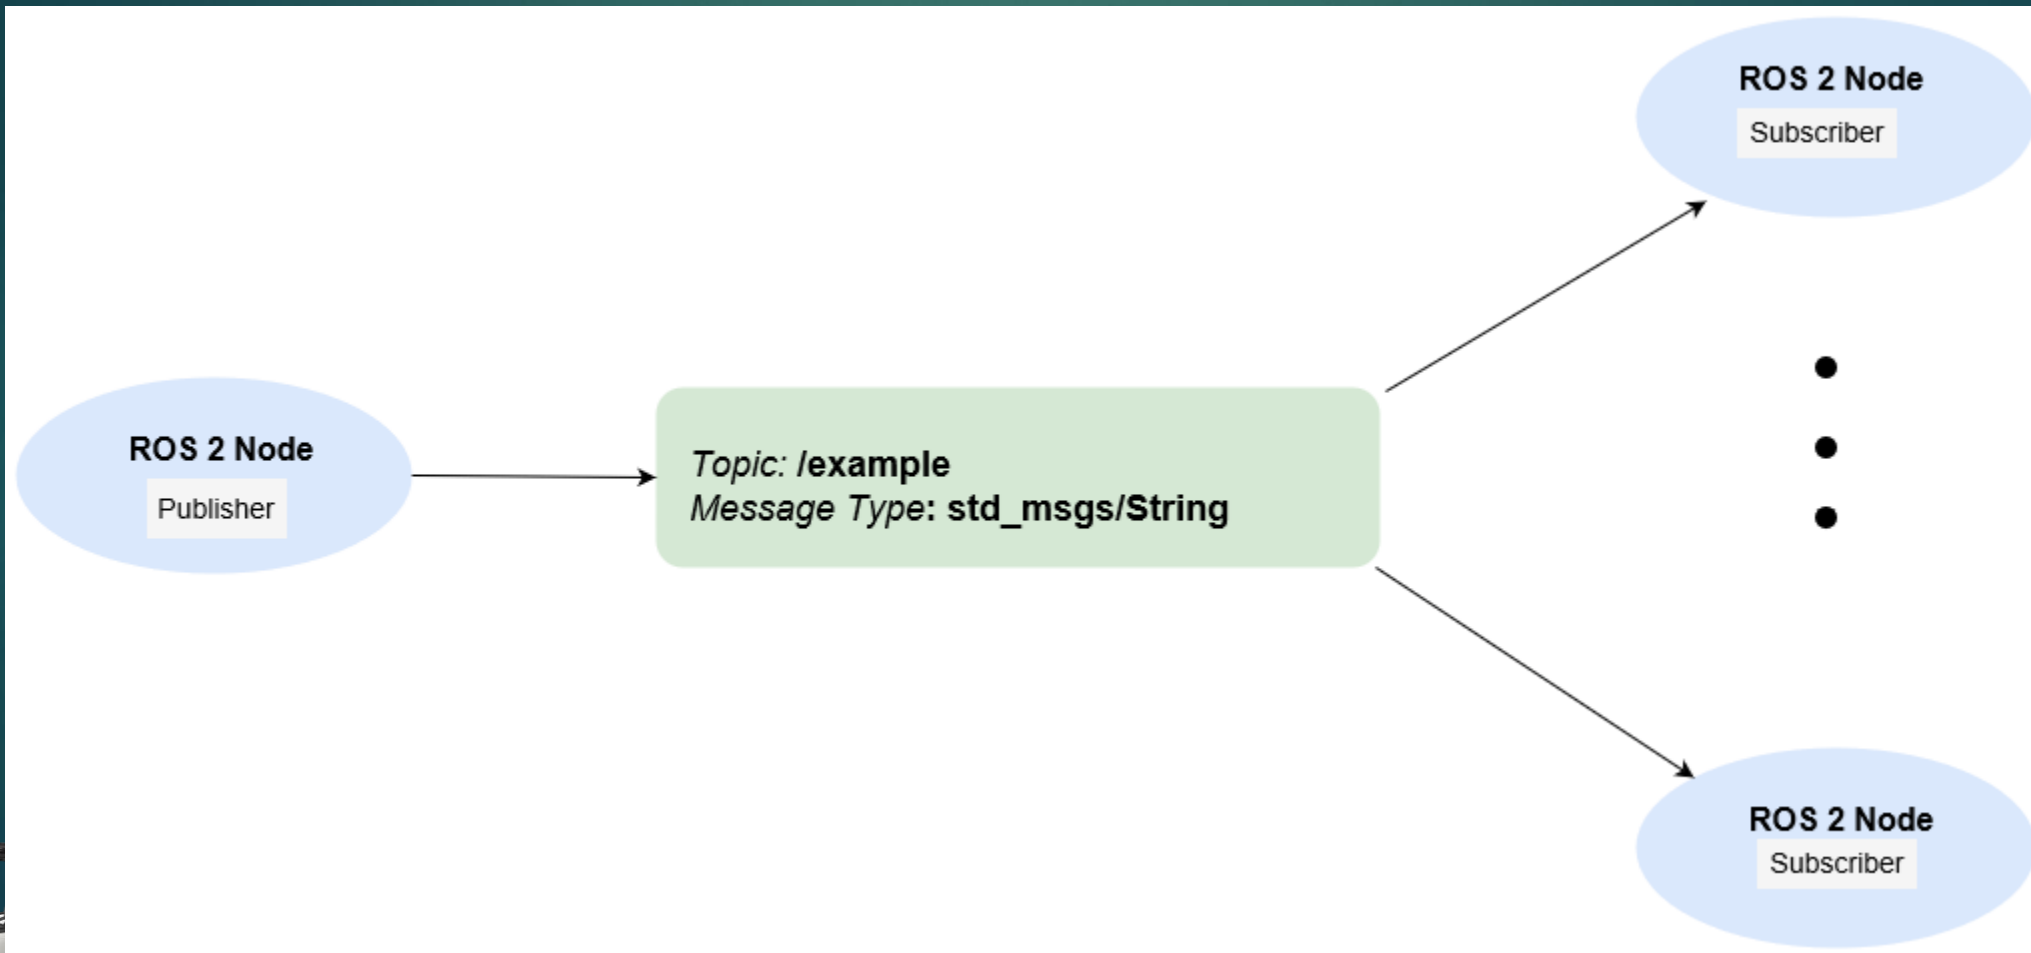 ROS 2 Node
Subscriber
ROS 2 Node
Publisher
Topic: /example
Message Type: std_msgs/String
ROS 2 Node
Subscriber